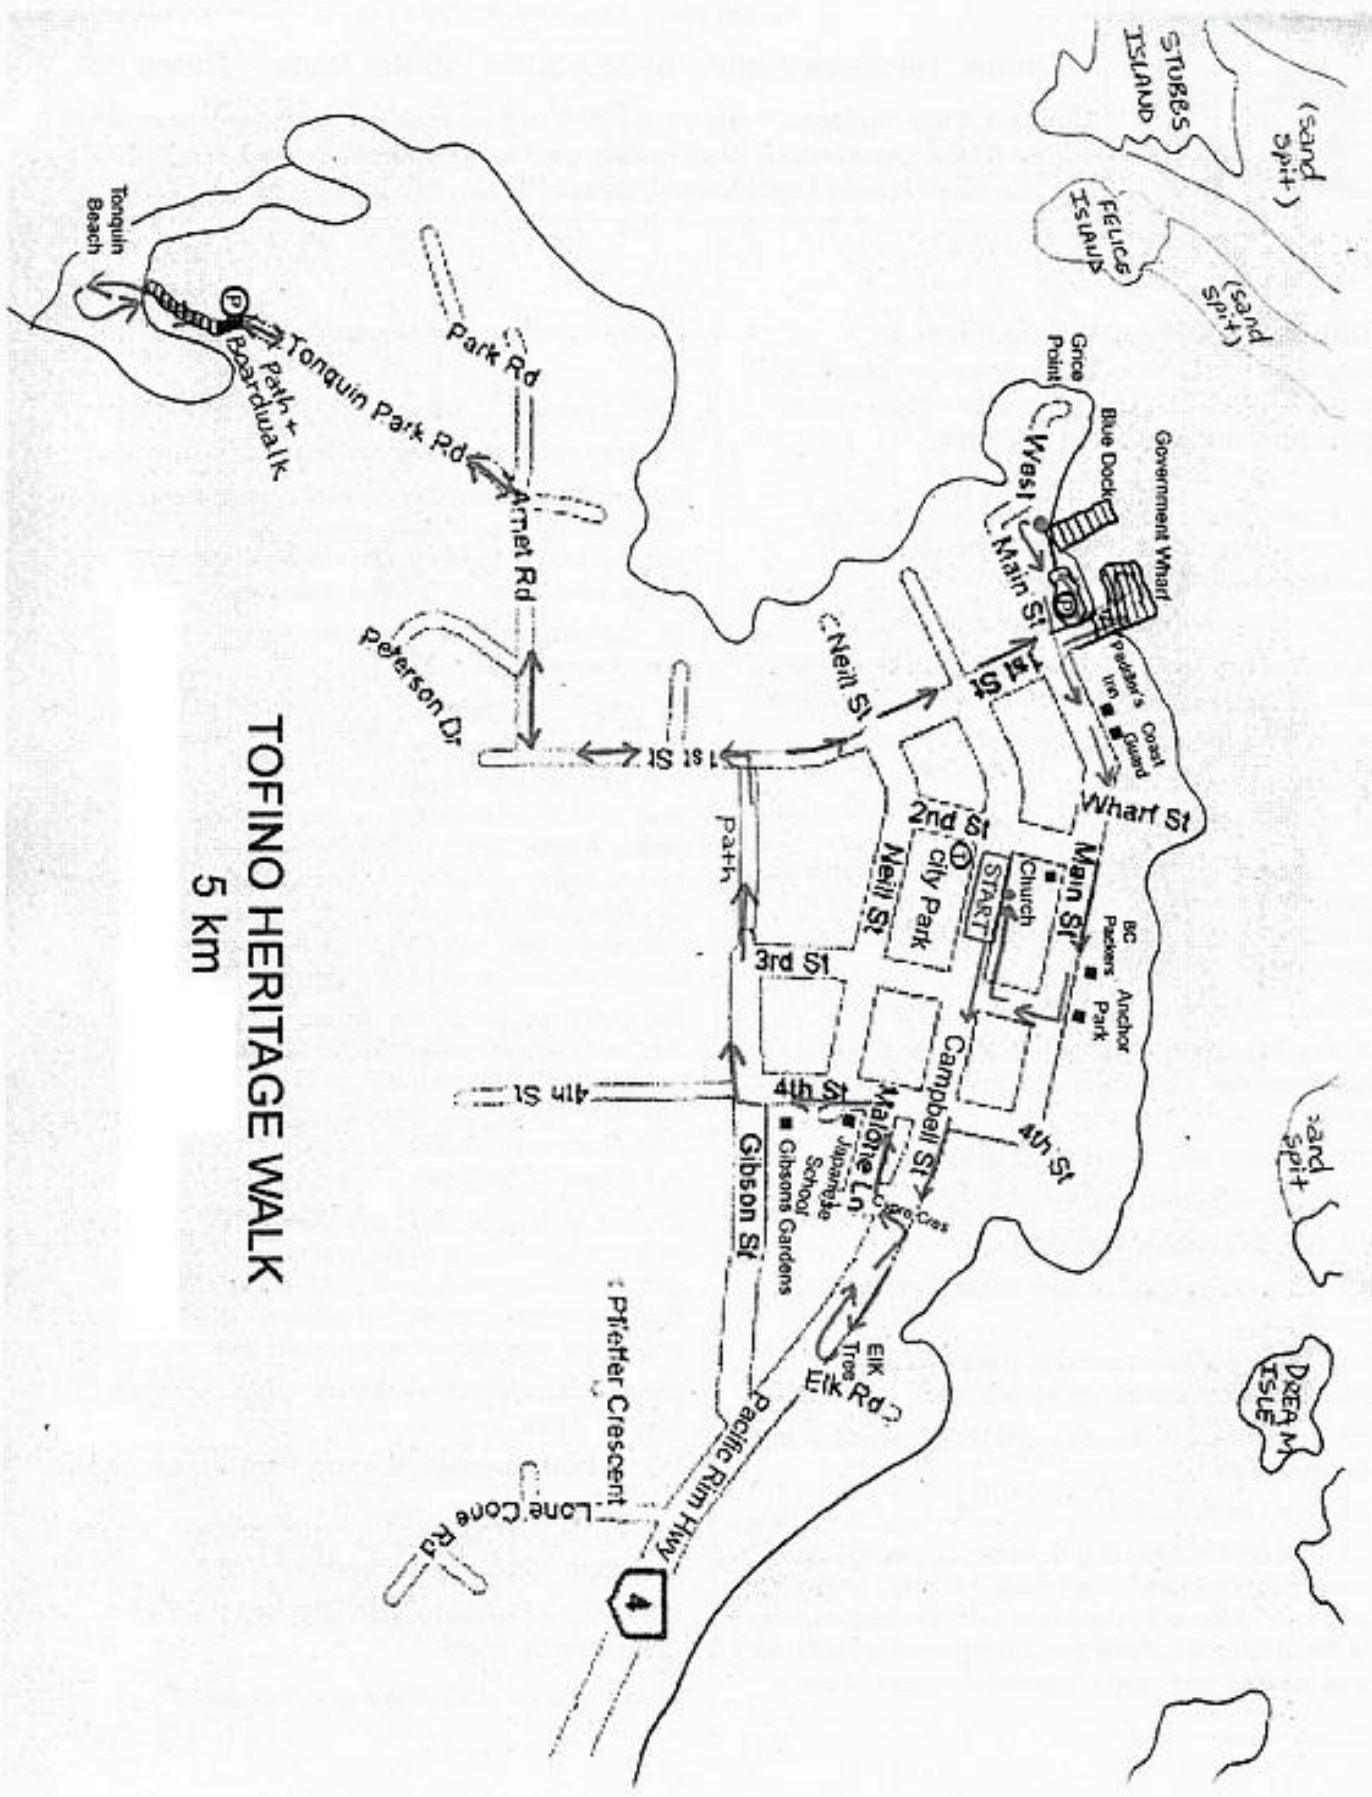 STUBBS
ISLAND
(sand
spit)
FELICE
ISLAND
(sand
spit)
Grice
Point
Blue Dock
Government Wharf
West
Main St
P
1st
St
Padder's
Inn
Coast
Guard
Wharf St
Main St
BC
Packers
Anchor
Park
sand
spit
DREAM
ISLE
Neill St
2nd St
Neill St
City Park
START
Church
3rd St
Campbell St
4th St
4th St
Malone Ln
Japanese
School
Gibsons Gardens
Gibson St
4th St
Elk
Tree
Elk Rd
Pacific Rim Hwy
4
Pfieffer Crescent
Lone Cone
Rd
Path
1st St
Peterson Dr
Arnet Rd
Park Rd
Tonquin Park Rd
P
Path +
Boardwalk
Tonquin
Beach
TOFINO HERITAGE WALK
5 km